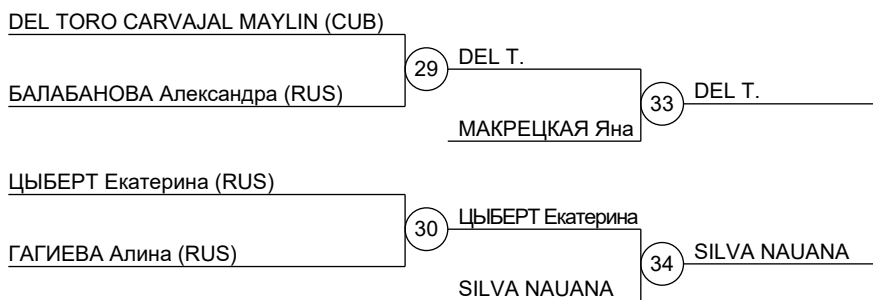 DEL TORO CARVAJAL MAYLIN (CUB)
29
DEL T.
БАЛАБАНОВА Александра (RUS)
33
DEL T.
МАКРЕЦКАЯ Яна
ЦЫБЕРТ Екатерина (RUS)
30
ЦЫБЕРТ Екатерина
ГАГИЕВА Алина (RUS)
34
SILVA NAUANA
SILVA NAUANA